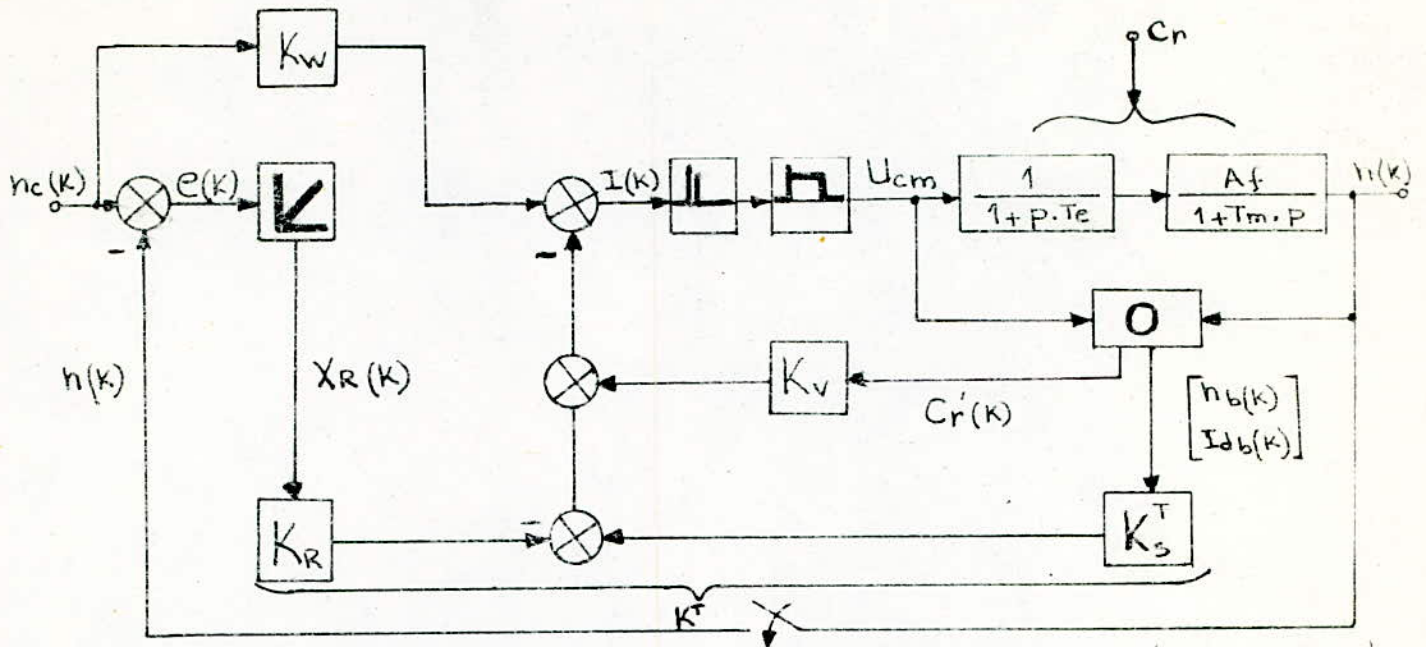 Kw
Cr
nc(k)
e(k)
I(k)
Ucm
1
1+p.Te
Af
1+Tm.p
n(k)
-
-
O
n(k)
XR(k)
Kv
Cr'(k)
[nb(k)
Idb(k)]
KR
-
Ks^T
K^T